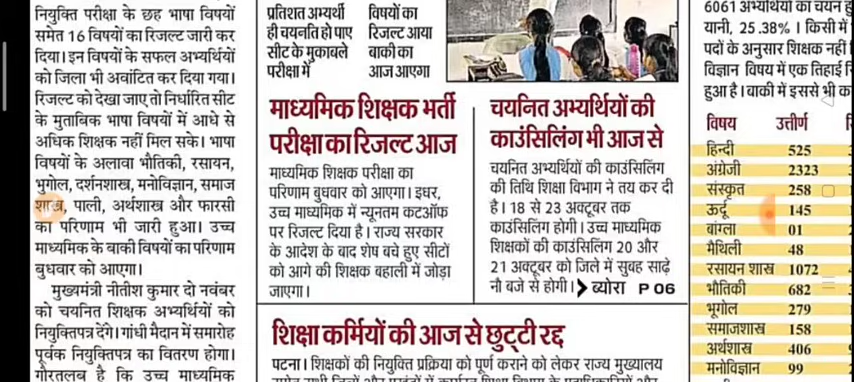 नियुक्ति परीक्षा के छह भाषा विषयों
समेत 16 विषयों का रिजल्ट जारी कर
दिया। इन विषयों के सफल अभ्यर्थियों
को जिला भी अवांटित कर दिया गया।
रिजल्ट को देखा जाए तो निर्धारित सीट
के मुताबिक भाषा विषयों में आधे से
अधिक शिक्षक नहीं मिल सके। भाषा
विषयों के अलावा भौतिकी, रसायन,
भुगोल, दर्शनशास्त्र, मनोविज्ञान, समाज
शास्त्र, पाली, अर्थशास्त्र और फारसी
का परिणाम भी जारी हुआ। उच्च
माध्यमिक के बाकी विषयों का परिणाम
बुधवार को आएगा।
मुख्यमंत्री नीतीश कुमार दो नवंबर
को चयनित शिक्षक अभ्यर्थियों को
नियुक्तिपत्र देंगे। गांधी मैदान में समारोह
पूर्वक नियुक्तिपत्र का वितरण होगा।
गौरतलब है कि उच्च माध्यमिक
प्रतिशत अभ्यर्थी
ही चयनति हो पाए
सीट के मुकाबले
परीक्षा में
विषयों का
रिजल्ट आया
बाकी का
आज आएगा
माध्यमिक शिक्षक भर्ती
परीक्षा का रिजल्ट आज
माध्यमिक शिक्षक परीक्षा का
परिणाम बुधवार को आएगा। इधर,
उच्च माध्यमिक में न्यूनतम कटऑफ
पर रिजल्ट दिया है। राज्य सरकार
के आदेश के बाद शेष बचे हुए सीटों
को आगे की शिक्षक बहाली में जोड़ा
जाएगा।
चयनित अभ्यर्थियों की
काउंसिलिंग भी आज से
चयनित अभ्यर्थियों की काउंसिलिंग
की तिथि शिक्षा विभाग ने तय कर दी
है। 18 से 23 अक्टूबर तक
काउंसिलिंग होगी। उच्च माध्यमिक
शिक्षकों की काउंसिलिंग 20 और
21 अक्टूबर को जिले में सुबह साढ़े
नौ बजे से होगी। ब्योरा P 06
शिक्षा कर्मियों की आज से छुट्टी रद्द
पटना। शिक्षकों की नियुक्ति प्रक्रिया को पूर्ण कराने को लेकर राज्य मुख्यालय
6061 अभ्यर्थियों का चयन हु
यानी, 25.38% । किसी में
पदों के अनुसार शिक्षक नहीं
विज्ञान विषय में एक तिहाई
हुआ है। बाकी में इससे भी क
विषय उत्तीर्ण
हिन्दी 525
अंग्रेजी 2323
संस्कृत 258
ऊर्दू 145
बांग्ला 01
मैथिली 48
रसायन शास्त्र 1072
भौतिकी 682
भूगोल 279
समाजशास्त्र 158
अर्थशास्त्र 406
मनोविज्ञान 99